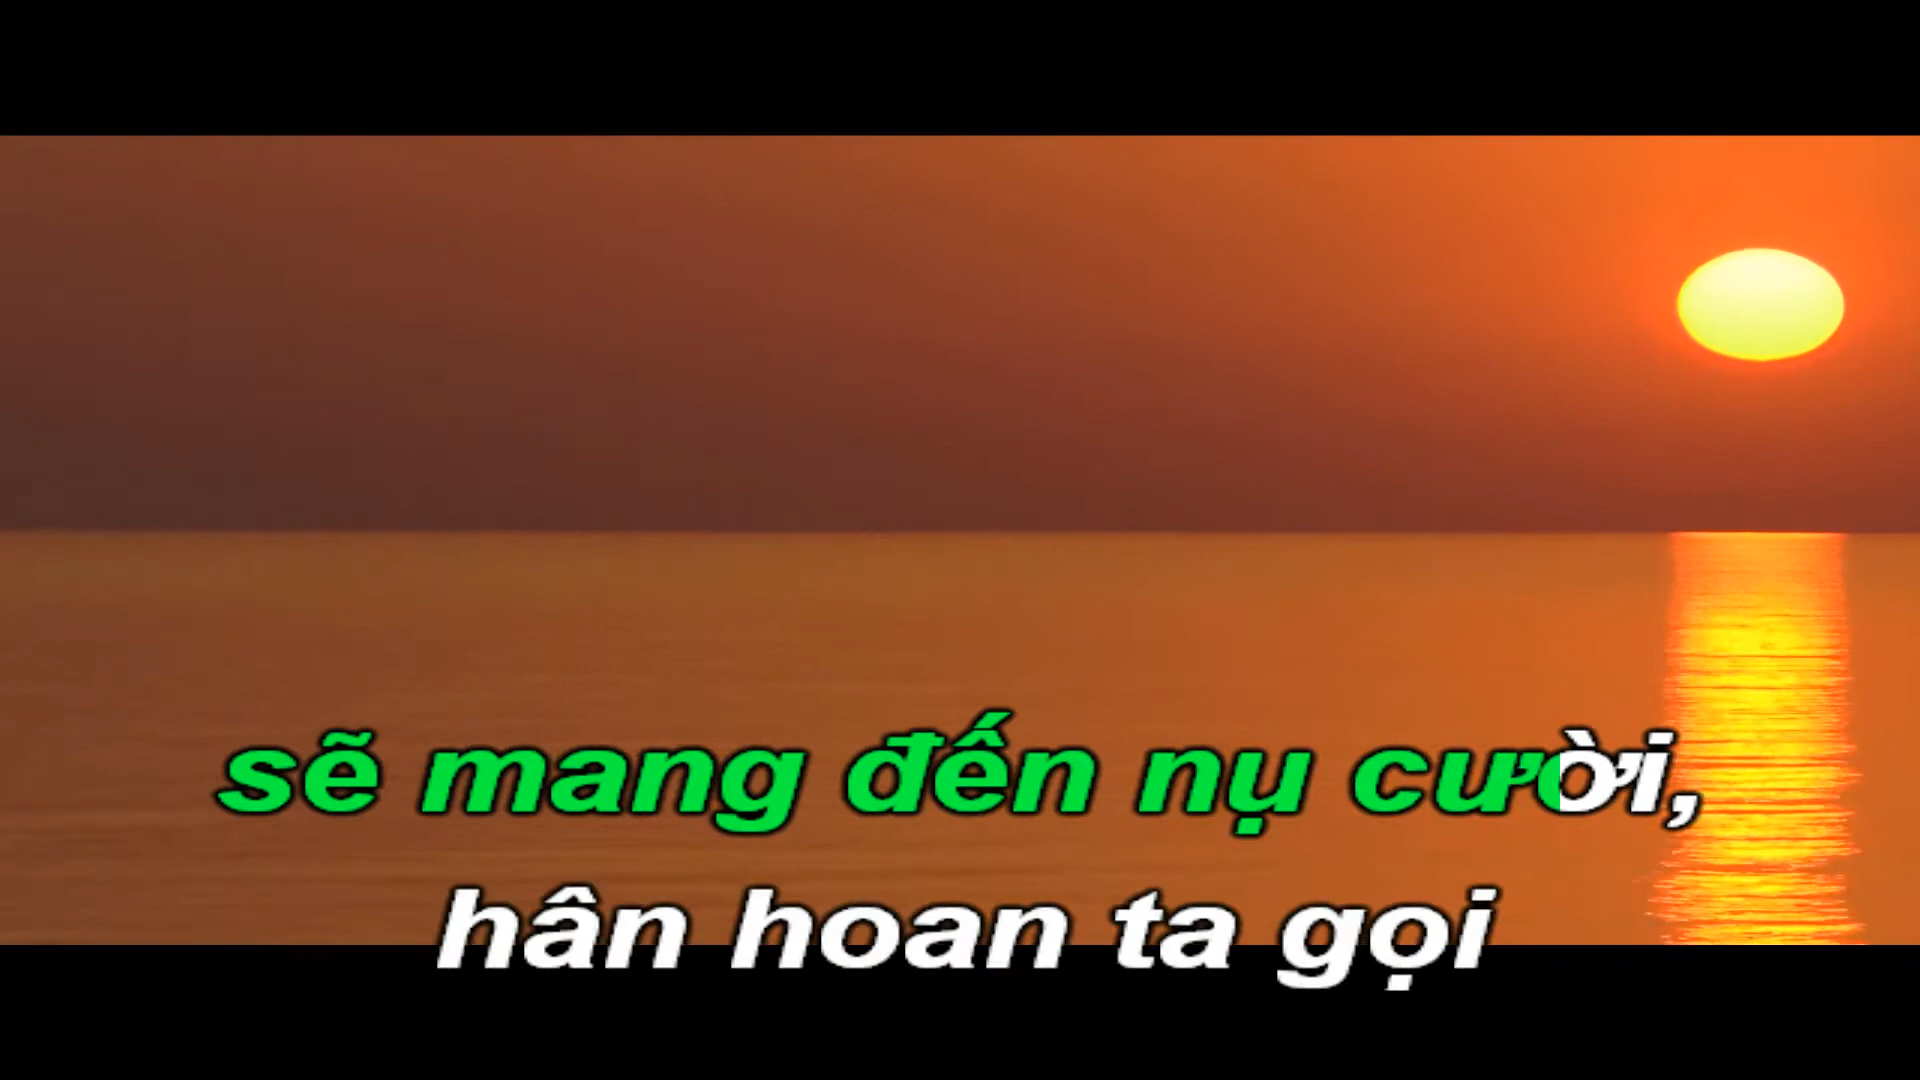 sẽ mang đến nụ cười,
hân hoan ta gọi